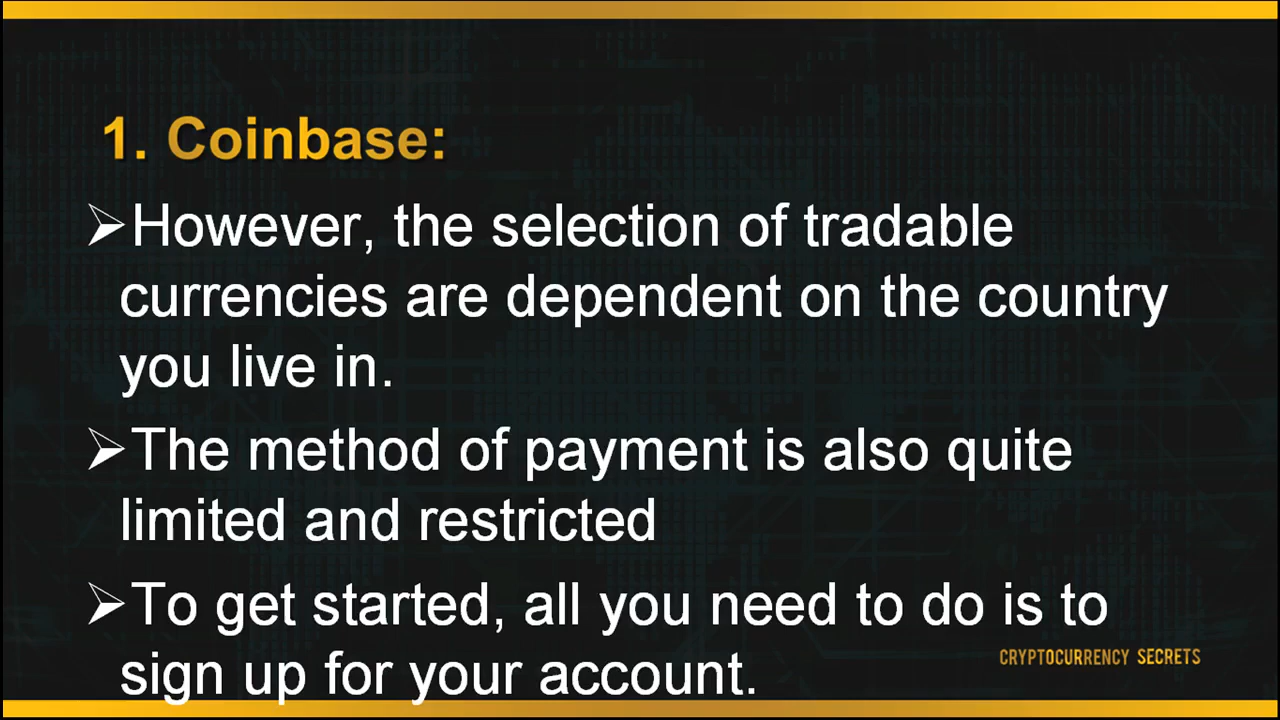 1. Coinbase:
➢However, the selection of tradable
currencies are dependent on the country
you live in.
➢The method of payment is also quite
limited and restricted
➢To get started, all you need to do is to
sign up for your account.
CRYPTOCURRENCY SECRETS